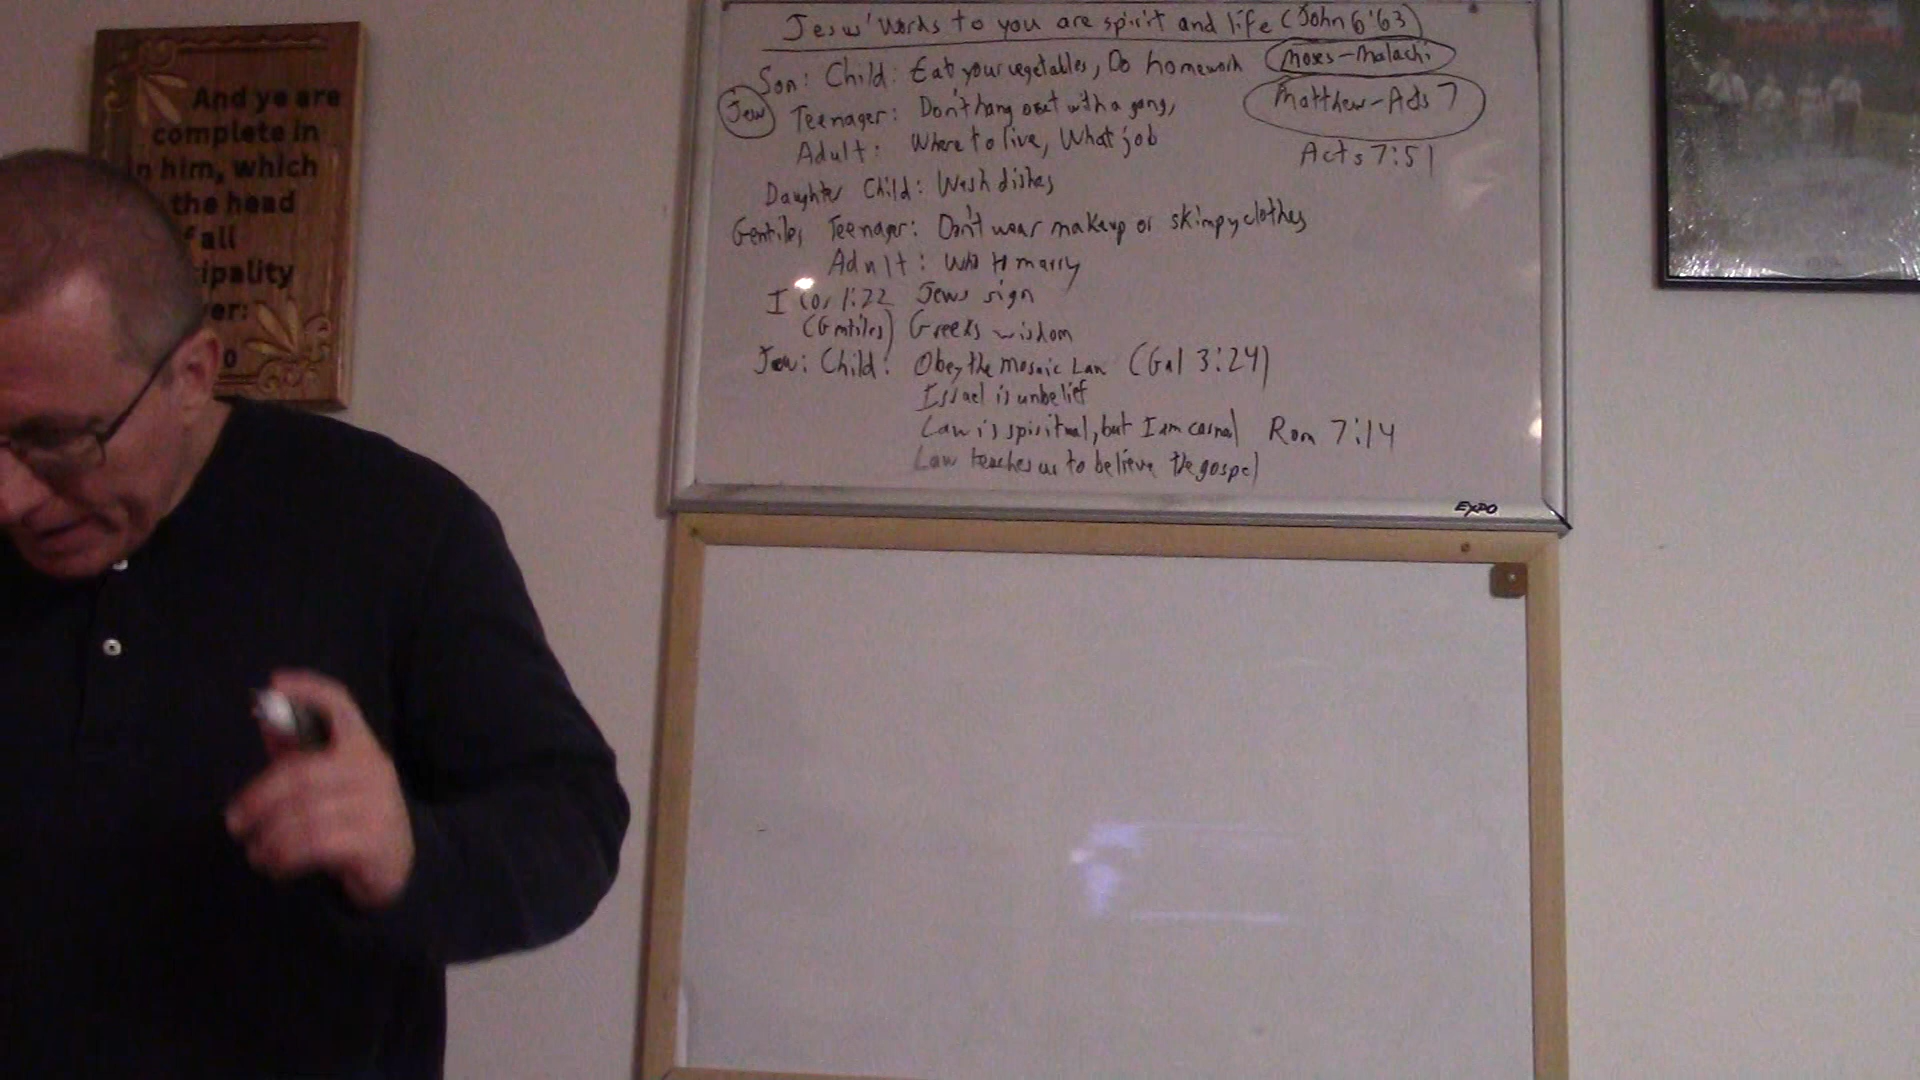 And ye are
complete in
in him, which
the head
f all
cipality
er:
0
Jesus' words to you are spirit and life (John 6:63)
Son: Child: Eat your vegetables, Do homework Moses-Malachi
Jew Teenager: Don't hang out with a gang, Matthew-Acts 7
Adult: Where to live, What job Acts 7:51
Daughter Child: Wash dishes
Gentiles Teenager: Don't wear makeup or skimpy clothes
Adult: Who to marry
I Cor 1:22 Jews sign
(Gentiles) Greeks wisdom
Jew: Child: Obey the Mosaic Law (Gal 3:24)
Israel is unbelief
Law is spiritual, but I am carnal Rom 7:14
Law teaches us to believe the gospel
EXPO